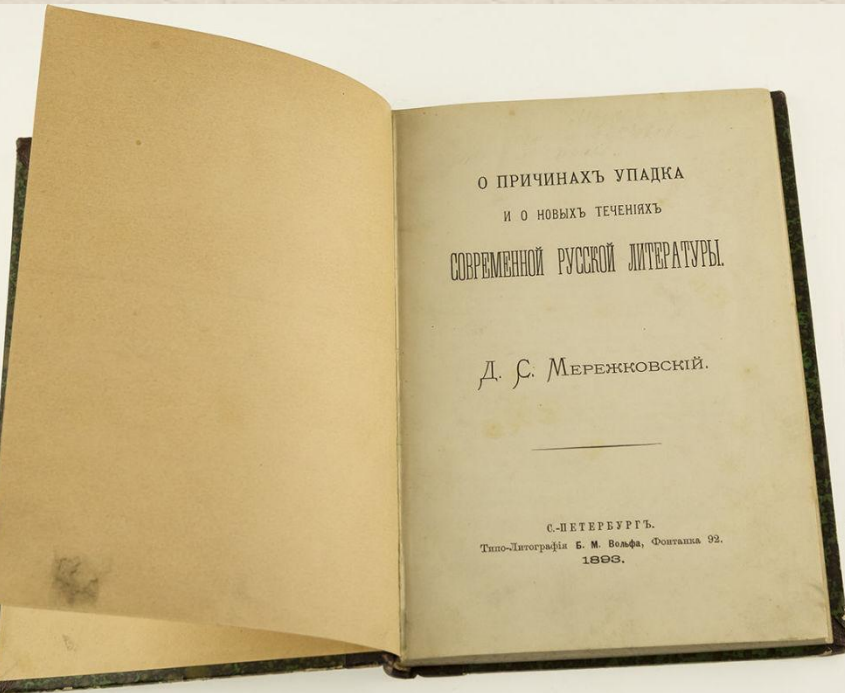 О ПРИЧИНАХЪ УПАДКА
И О НОВЫХЪ ТЕЧЕНІЯХЪ
СОВРЕМЕННОЙ РУССКОЙ ЛИТЕРАТУРЫ.
Д. С. МЕРЕЖКОВСКІЙ.
С.-ПЕТЕРБУРГЪ.
Типо-Литографія Б. М. Вольфа, Фонтанка 92.
1893.